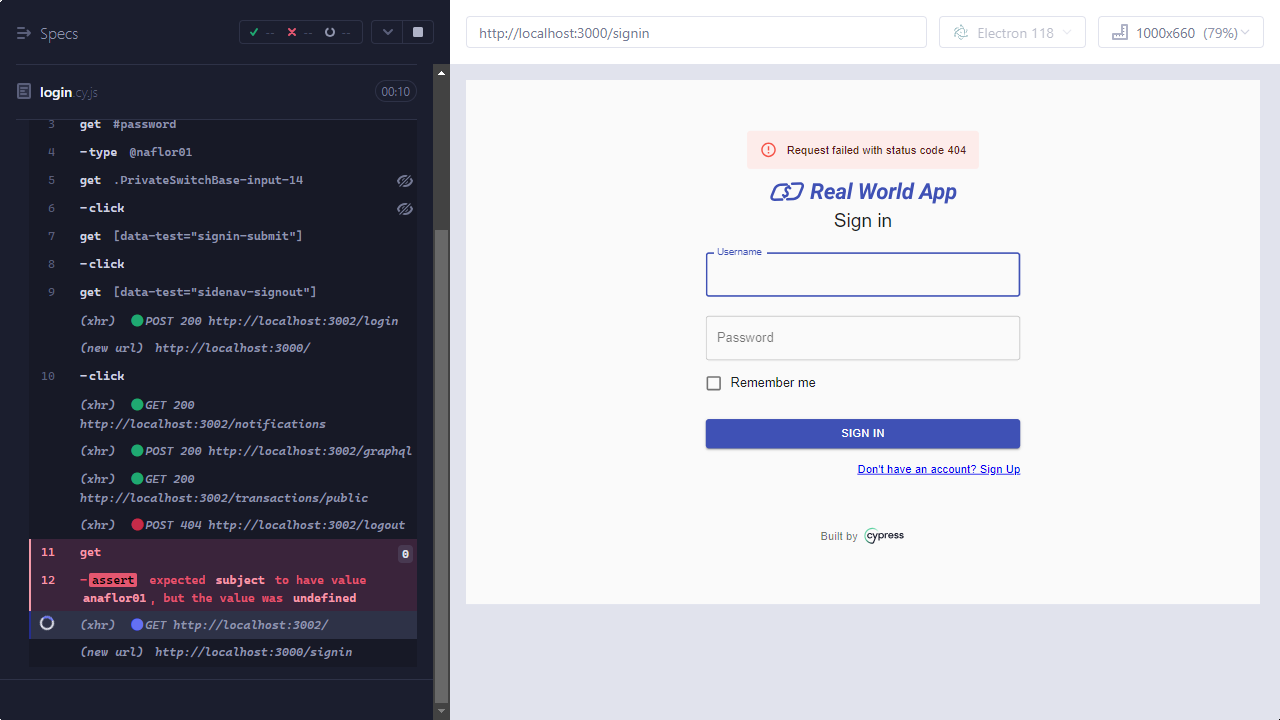 Specs
-- -- --
login.cy.js
00:10
3 get #password
4 -type @naflor01
5 get .PrivateSwitchBase-input-14
6 -click
7 get [data-test="signin-submit"]
8 -click
9 get [data-test="sidenav-signout"]
(xhr) POST 200 http://localhost:3002/login
(new url) http://localhost:3000/
10 -click
(xhr) GET 200
http://localhost:3002/notifications
(xhr) POST 200 http://localhost:3002/graphql
(xhr) GET 200
http://localhost:3002/transactions/public
(xhr) POST 404 http://localhost:3002/logout
11 get 0
12 -assert expected subject to have value
anaflor01, but the value was undefined
(xhr) GET http://localhost:3002/
(new url) http://localhost:3000/signin
http://localhost:3000/signin
Electron 118
1000x660 (79%)
Request failed with status code 404
Real World App
Sign in
Username
Password
Remember me
SIGN IN
Don't have an account? Sign Up
Built by cypress